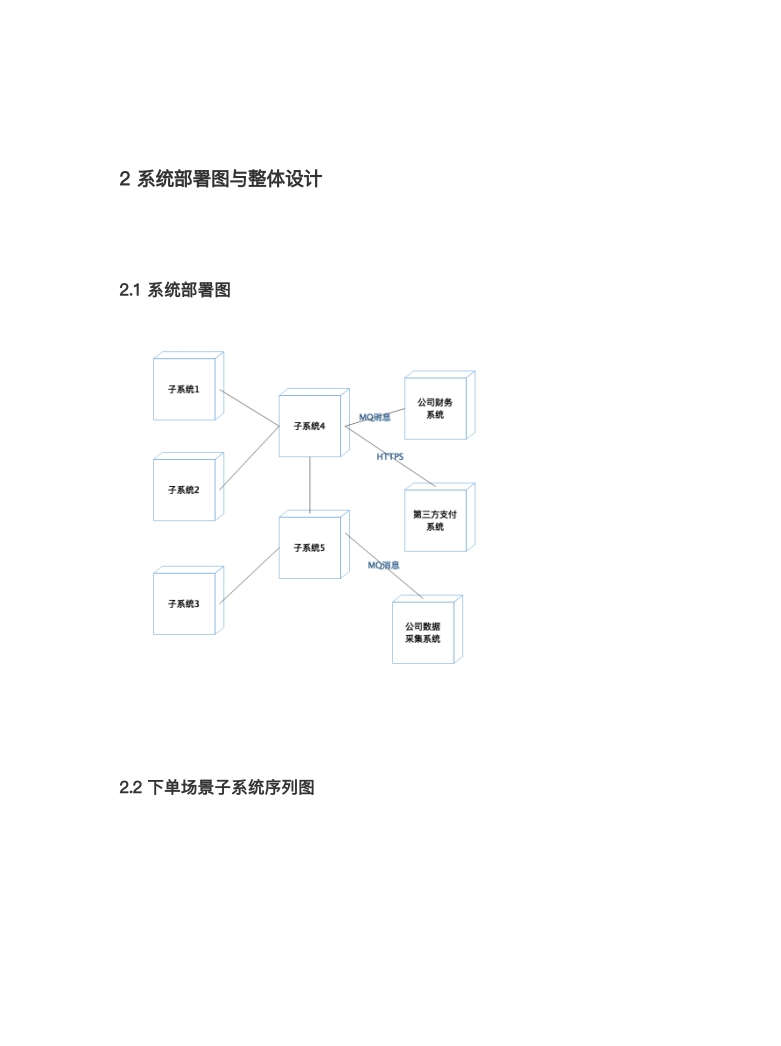 2 系统部署图与整体设计
2.1 系统部署图
子系统1
子系统4
公司财务
系统
MQ消息
HTTPS
子系统2
第三方支付
系统
子系统5
MQ消息
子系统3
公司数据
采集系统
2.2 下单场景子系统序列图